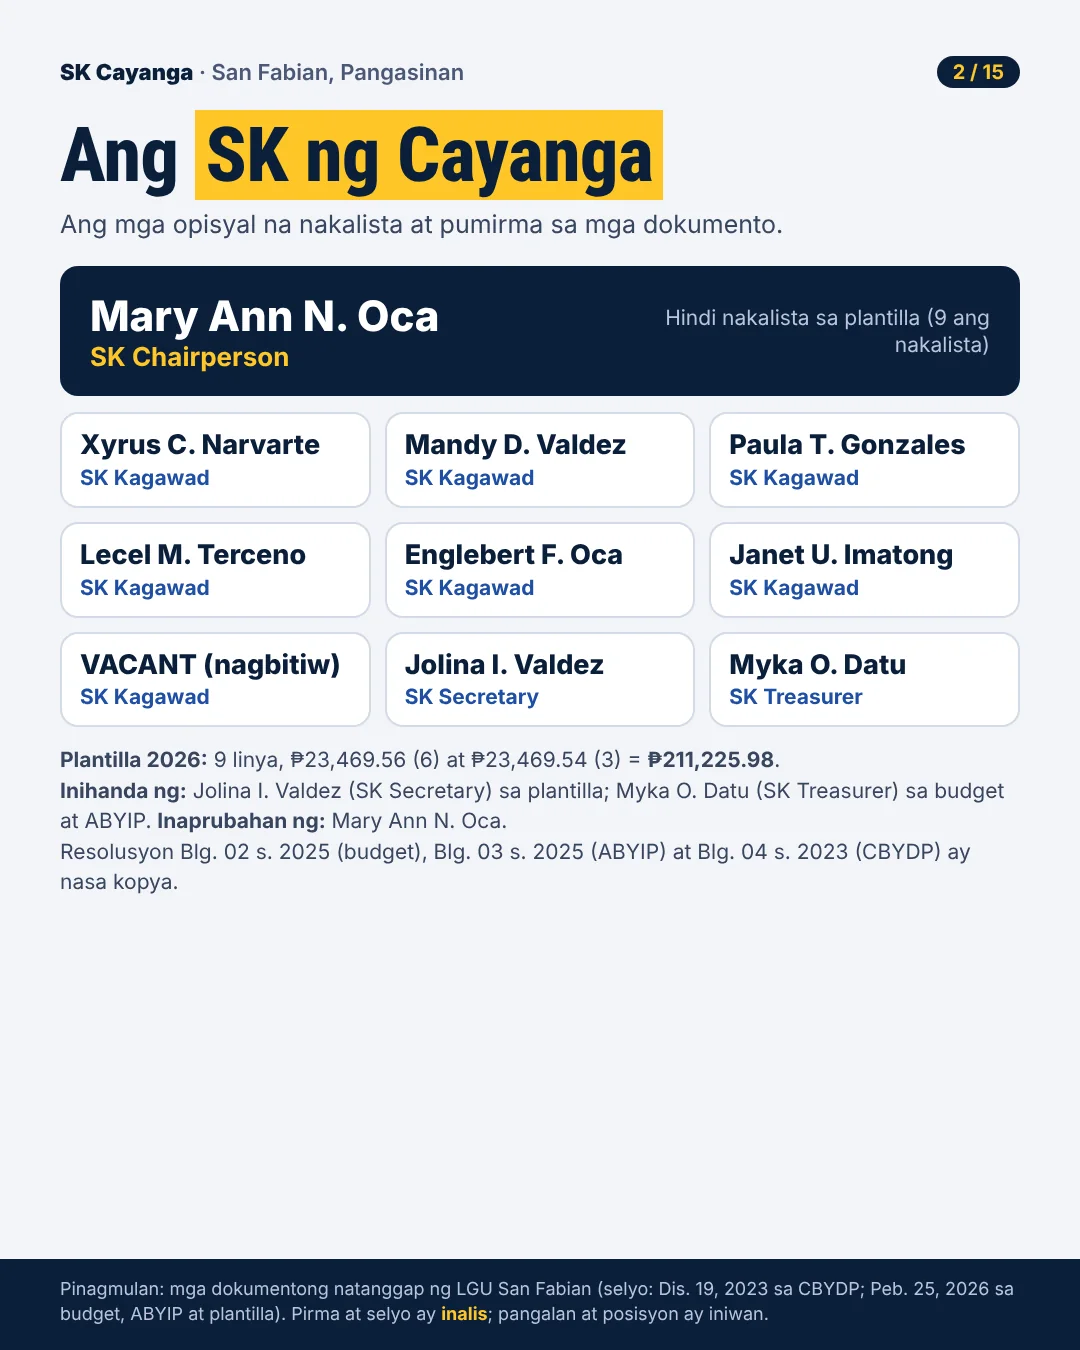 SK Cayanga · San Fabian, Pangasinan
2 / 15
Ang SK ng Cayanga
Ang mga opisyal na nakalista at pumirma sa mga dokumento.
Mary Ann N. Oca
SK Chairperson
Hindi nakalista sa plantilla (9 ang
nakalista)
Xyrus C. Narvarte
SK Kagawad
Mandy D. Valdez
SK Kagawad
Paula T. Gonzales
SK Kagawad
Lecel M. Terceno
SK Kagawad
Englebert F. Oca
SK Kagawad
Janet U. Imatong
SK Kagawad
VACANT (nagbitiw)
SK Kagawad
Jolina I. Valdez
SK Secretary
Myka O. Datu
SK Treasurer
Plantilla 2026: 9 linya, ₱23,469.56 (6) at ₱23,469.54 (3) = ₱211,225.98.
Inihanda ng: Jolina I. Valdez (SK Secretary) sa plantilla; Myka O. Datu (SK Treasurer) sa budget
at ABYIP. Inaprubahan ng: Mary Ann N. Oca.
Resolusyon Blg. 02 s. 2025 (budget), Blg. 03 s. 2025 (ABYIP) at Blg. 04 s. 2023 (CBYDP) ay
nasa kopya.
Pinagmulan: mga dokumentong natanggap ng LGU San Fabian (selyo: Dis. 19, 2023 sa CBYDP; Peb. 25, 2026 sa
budget, ABYIP at plantilla). Pirma at selyo ay inalis; pangalan at posisyon ay iniwan.